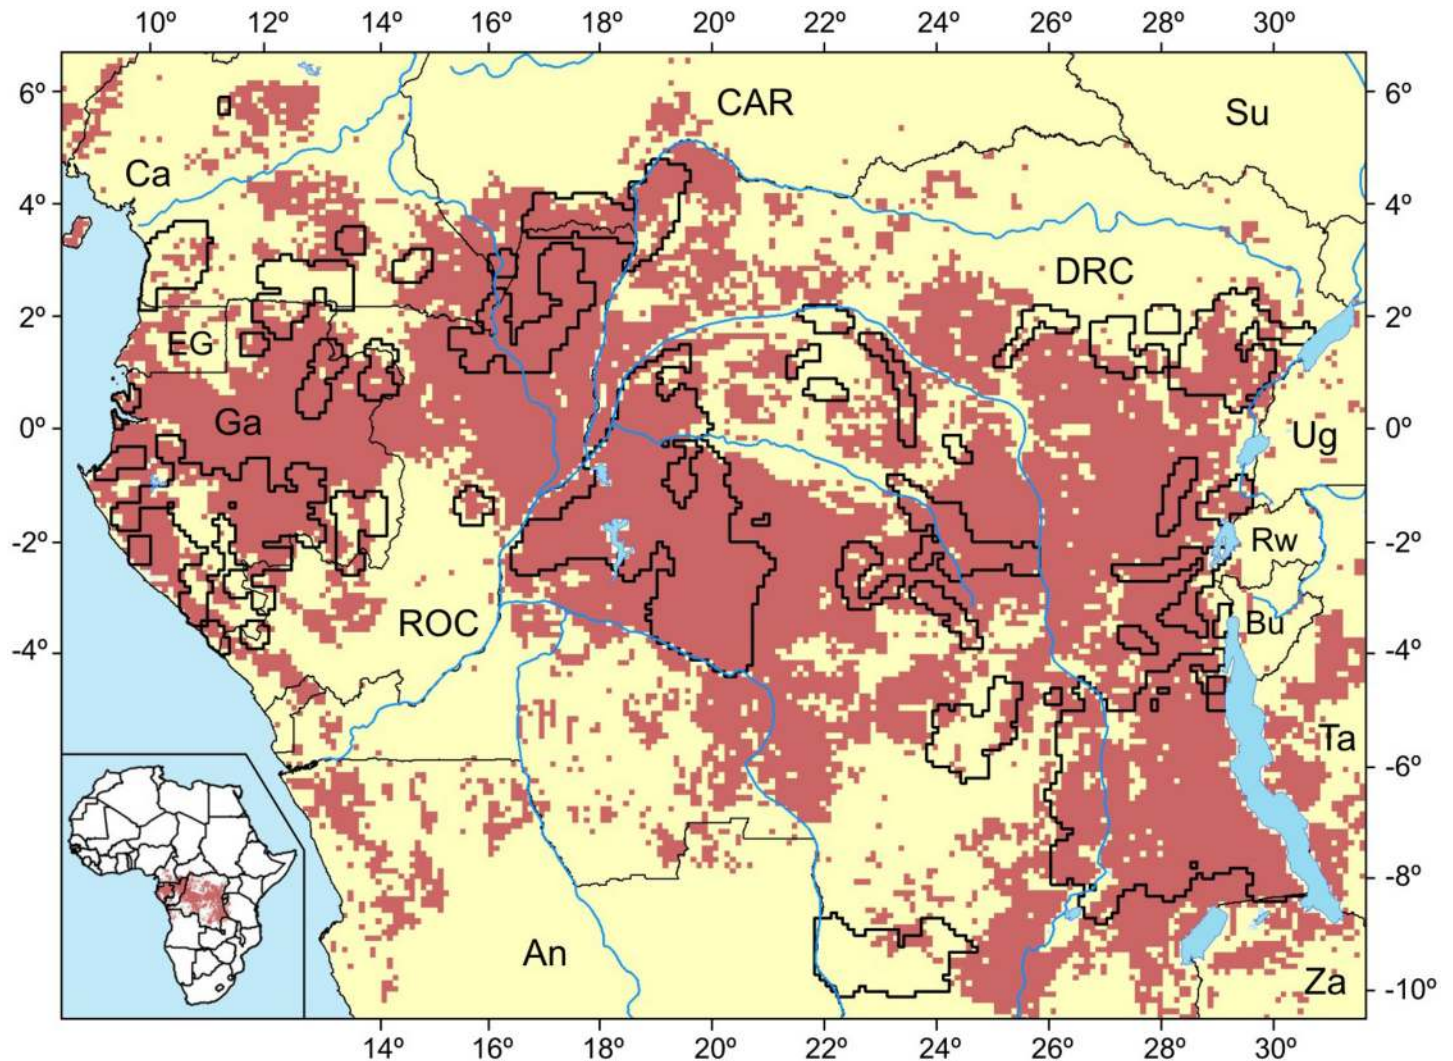 10º 12º 14º 16º 18º 20º 22º 24º 26º 28º 30º
6º CAR Su 6º
Ca
4º 4º
DRC
2º 2º
EG
0º Ga Ug 0º
-2º Rw -2º
ROC Bu
-4º -4º
Ta
-6º
-8º
An Za
-10º
14º 16º 18º 20º 22º 24º 26º 28º 30º